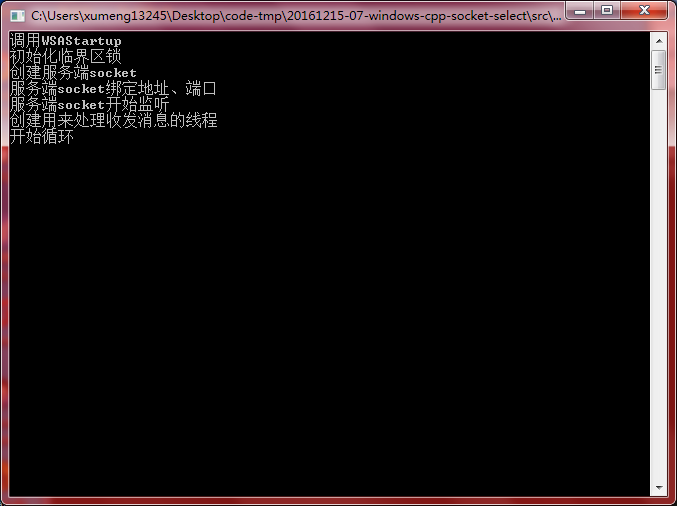 C:\Users\xumeng13245\Desktop\code-tmp\20161215-07-windows-cpp-socket-select\src\...
调用WSAStartup
初始化临界区锁
创建服务端socket
服务端socket绑定地址、端口
服务端socket开始监听
创建用来处理收发消息的线程
开始循环